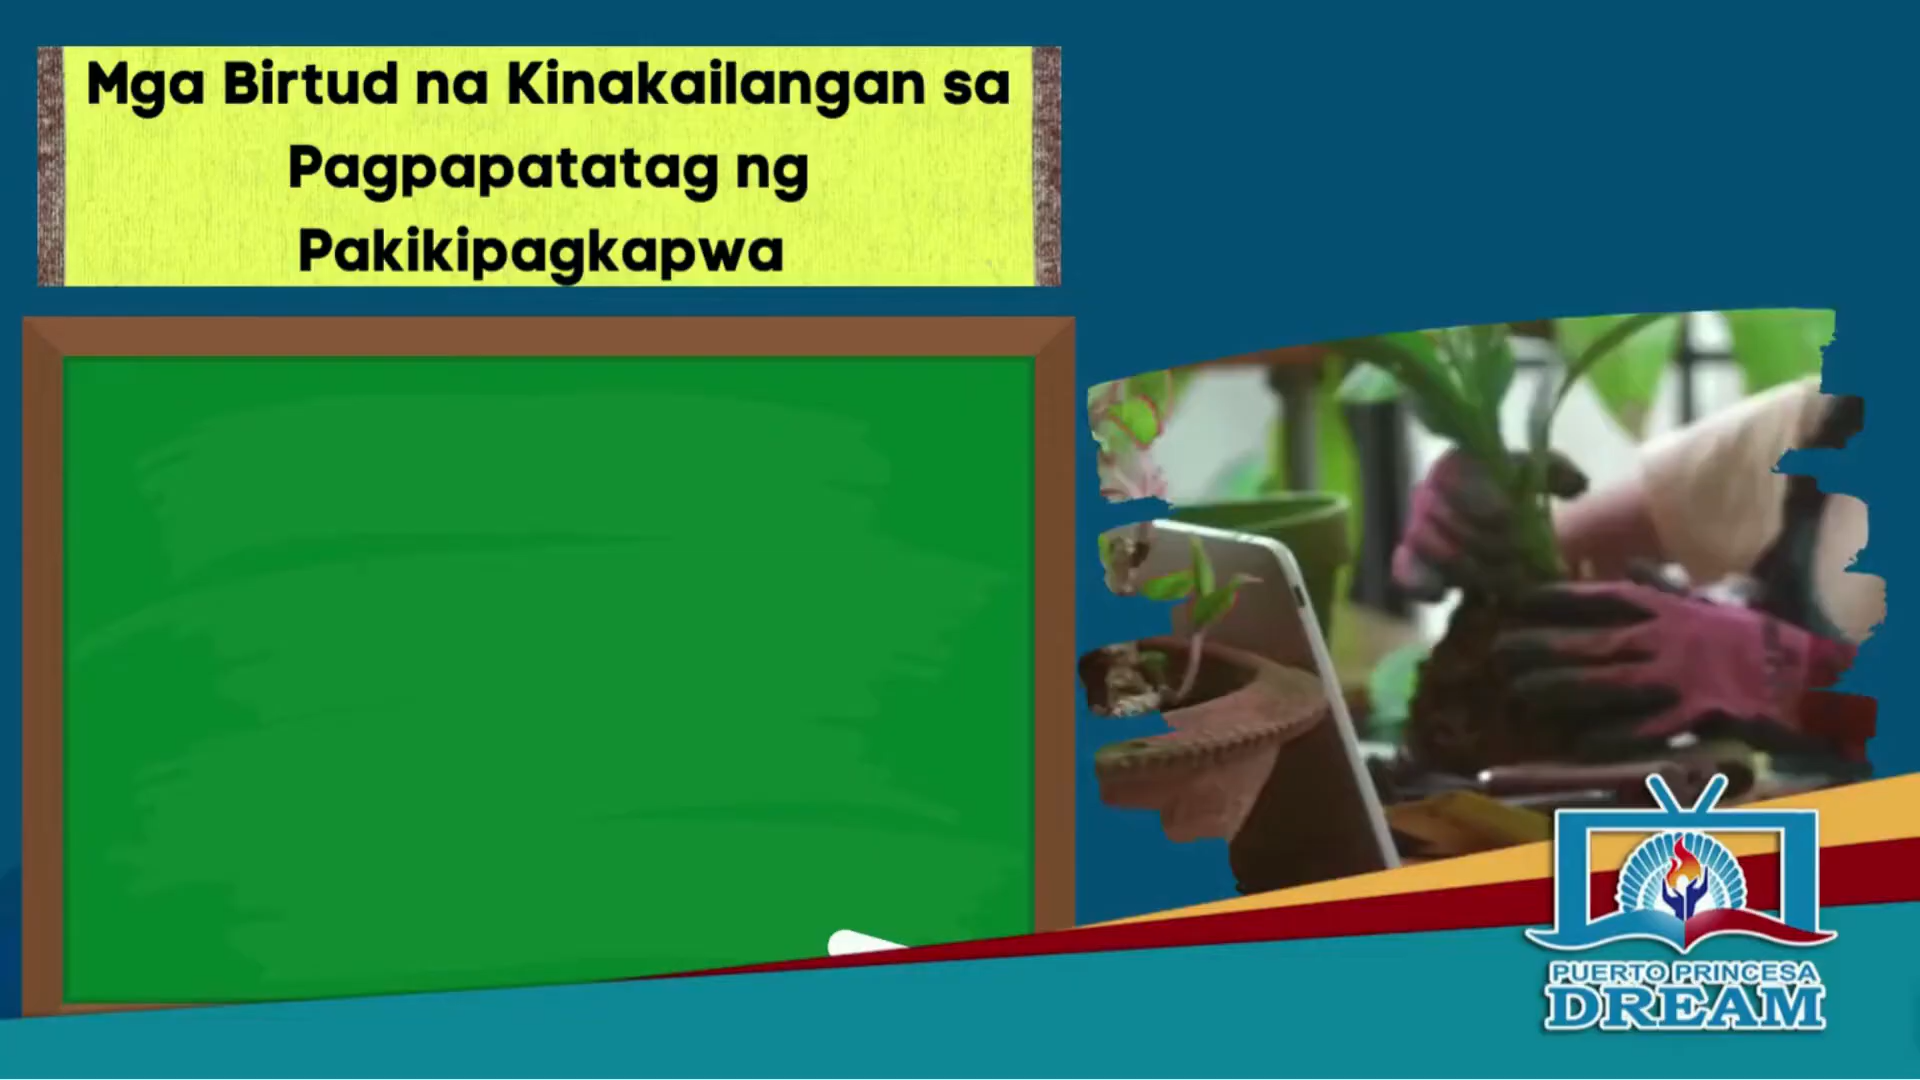 Mga Birtud na Kinakailangan sa
Pagpapatatag ng
Pakikipagkapwa
PUERTO PRINCESA
DREAM